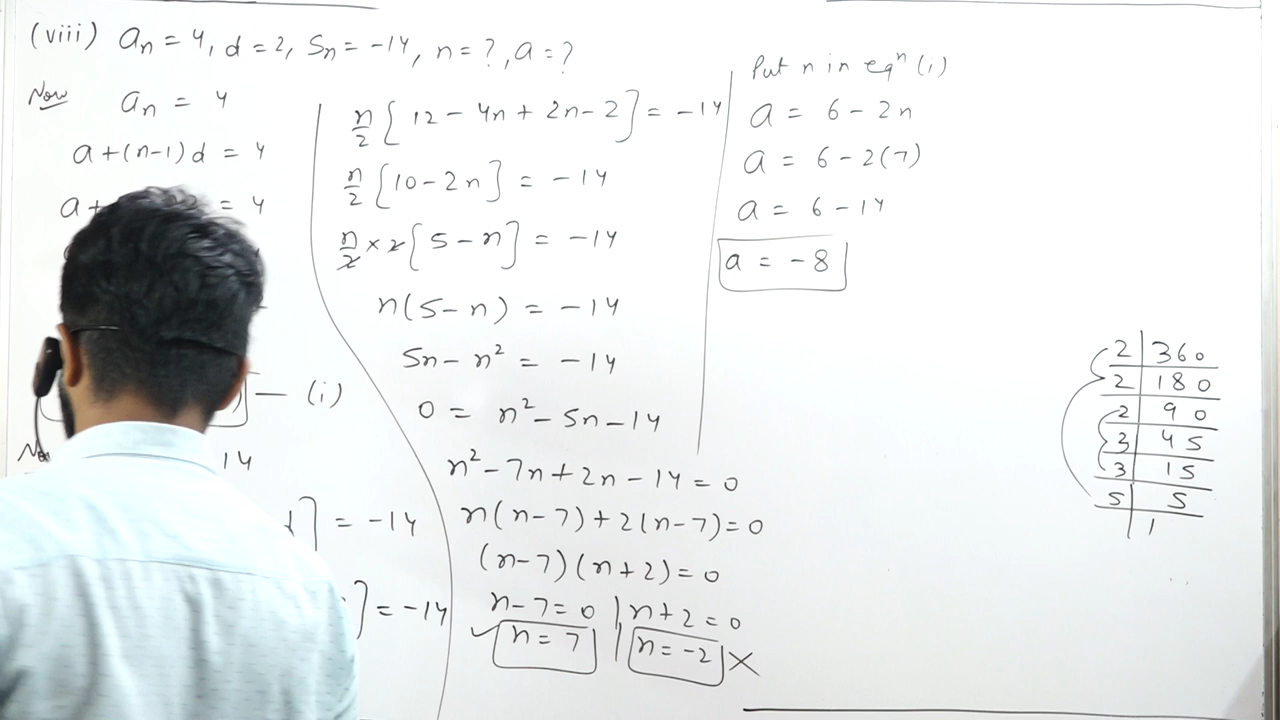 (viii) an = 4, d = 2, Sn = -14, n = ?, a = ?
Now an = 4
a+(n-1)d = 4
a+ = 4
— (i)
14
] = -14
] = -14
n/2 [12 - 4n + 2n - 2] = -14
n/2 [10 - 2n] = -14
n/2 × 2 [5 - n] = -14
n(5 - n) = -14
5n - n² = -14
0 = n² - 5n - 14
n² - 7n + 2n - 14 = 0
n(n-7) + 2(n-7) = 0
(n-7)(n+2) = 0
n-7 = 0 | n+2 = 0
✓ n = 7 | n = -2 ×
Put n in eqn (i)
a = 6 - 2n
a = 6 - 2(7)
a = 6 - 14
a = -8
2 | 360
2 | 180
2 | 90
3 | 45
3 | 15
5 | 5
| 1